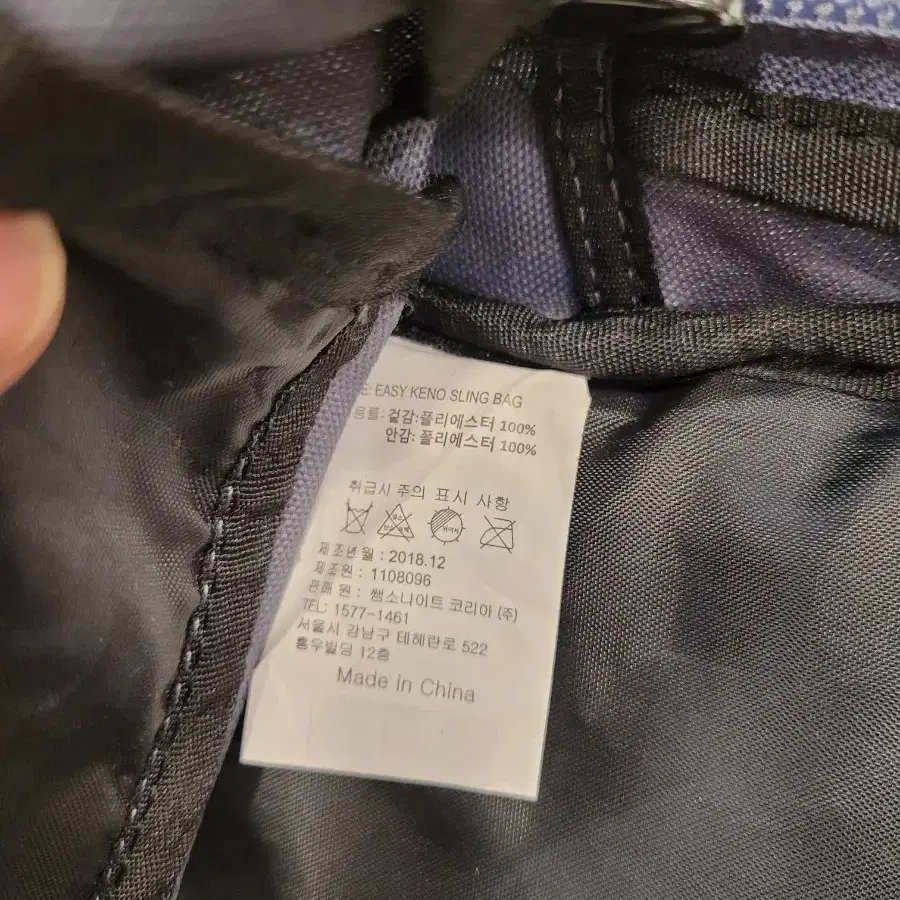 E: EASY KENO SLING BAG
용률: 겉감:폴리에스터 100%
안감: 폴리에스터 100%
취급시 주의 표시 사항
제조년월 : 2018.12
제조원 : 1108096
판매 원 : 쌤소나이트 코리아 (주)
TEL: 1577-1461
서울시 강남구 테헤란로 522
홍우빌딩 12층
Made in China